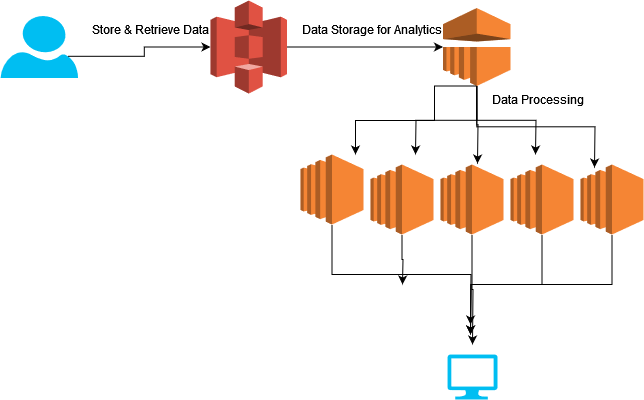 Store & Retrieve Data
Data Storage for Analytics
Data Processing